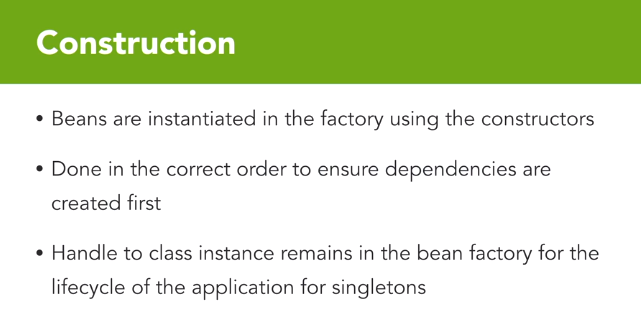 Construction
• Beans are instantiated in the factory using the constructors
• Done in the correct order to ensure dependencies are
created first
• Handle to class instance remains in the bean factory for the
lifecycle of the application for singletons